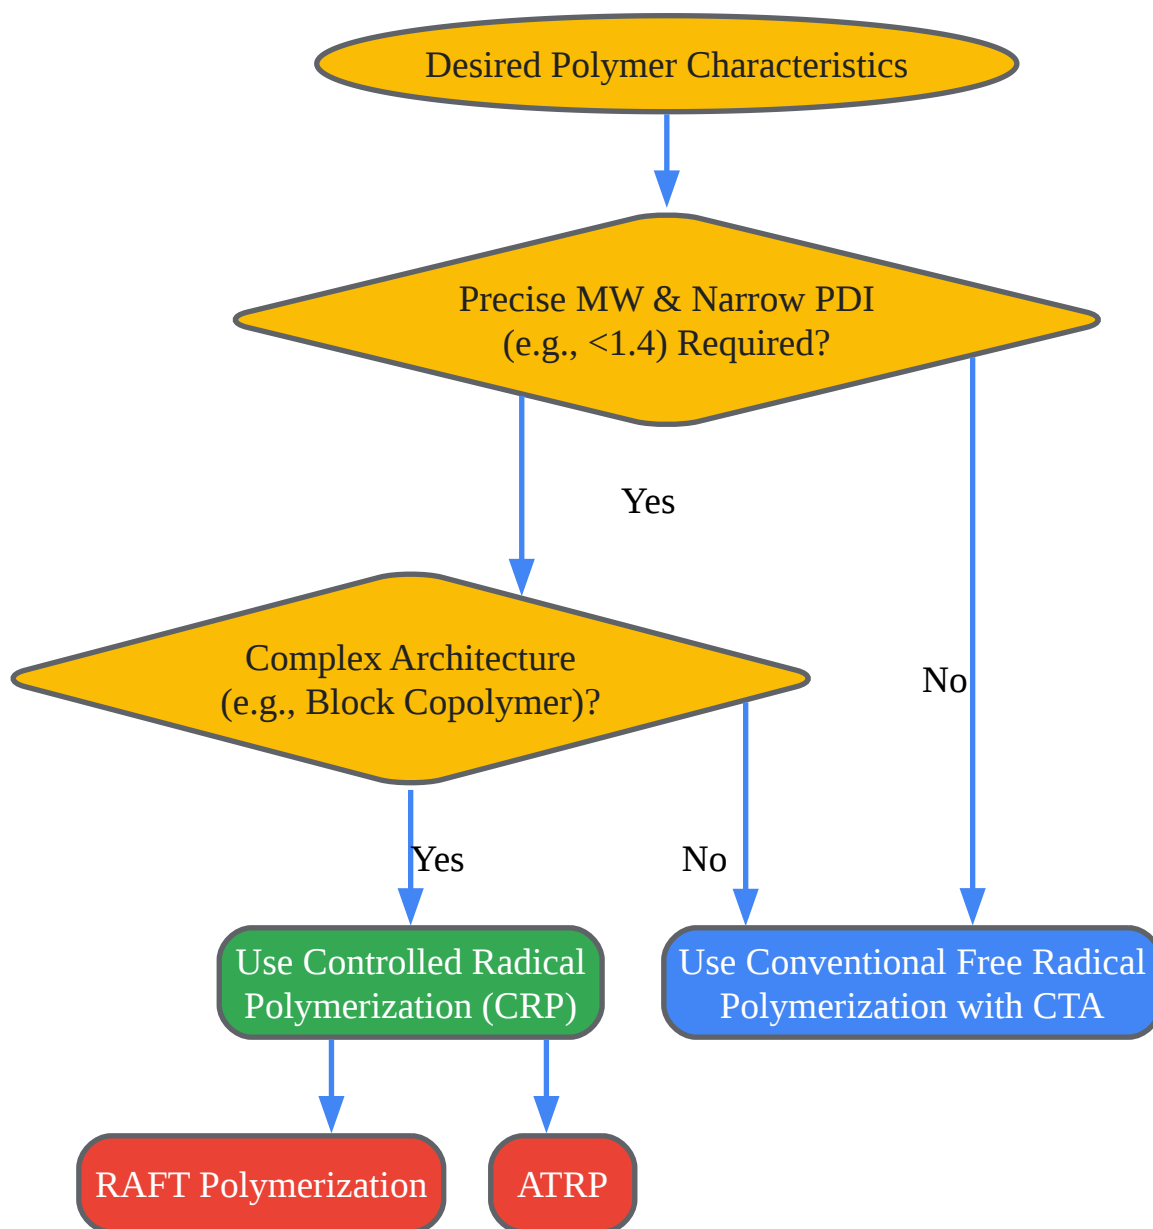 Desired Polymer Characteristics
Precise MW & Narrow PDI
(e.g., <1.4) Required?
Yes
Complex Architecture
(e.g., Block Copolymer)?
No
Yes
No
Use Controlled Radical
Polymerization (CRP)
Use Conventional Free Radical
Polymerization with CTA
RAFT Polymerization
ATRP